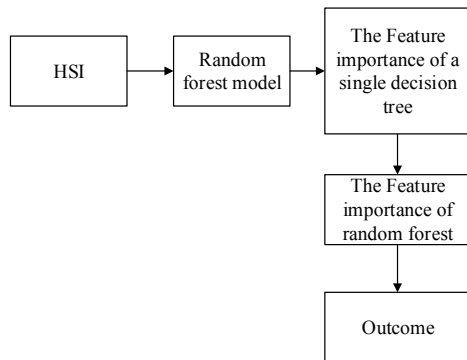 HSI
Random
forest model
The Feature
importance of a
single decision
tree
The Feature
importance of
random forest
Outcome